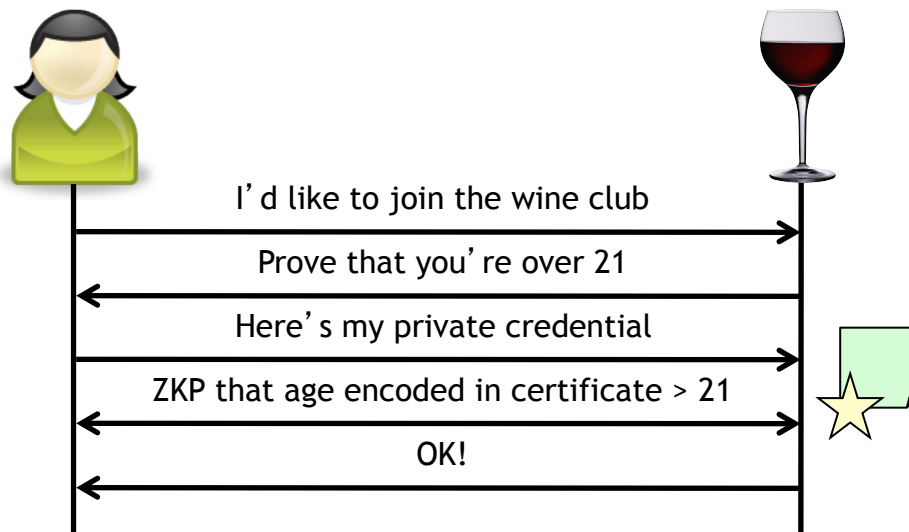 I'd like to join the wine club
Prove that you're over 21
Here's my private credential
ZKP that age encoded in certificate > 21
OK!